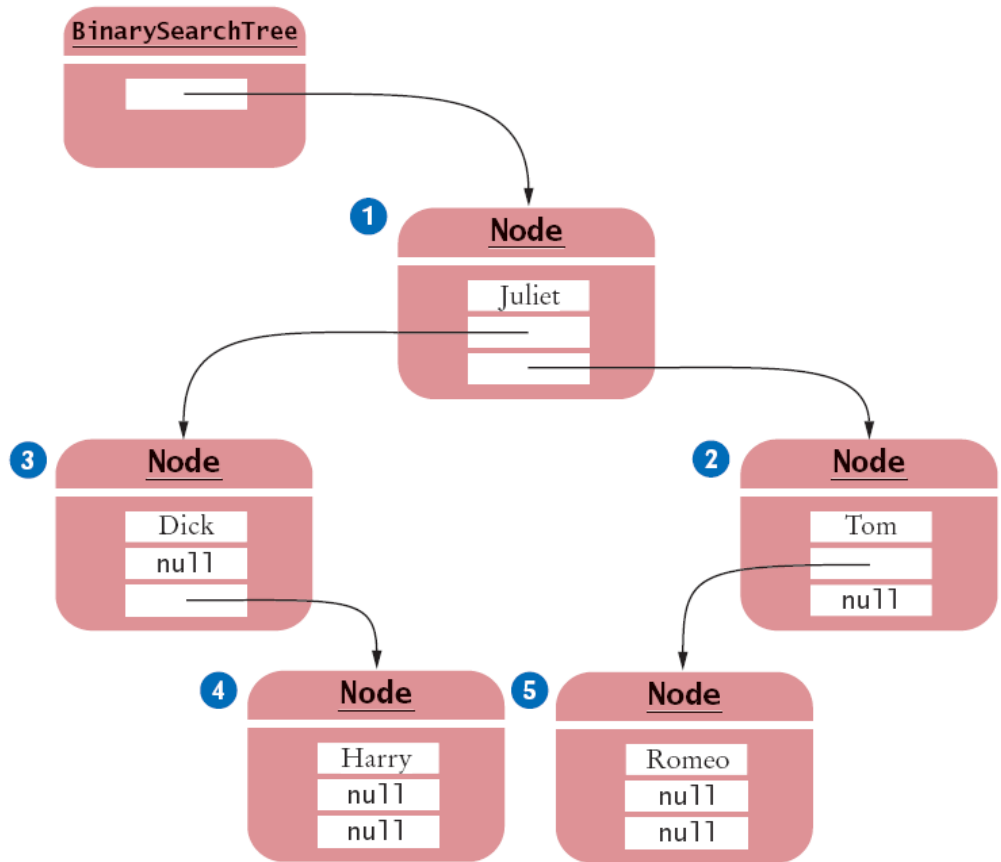 BinarySearchTree
1
Node
Juliet
3
Node
Dick
null
2
Node
Tom
null
4
Node
Harry
null
null
5
Node
Romeo
null
null